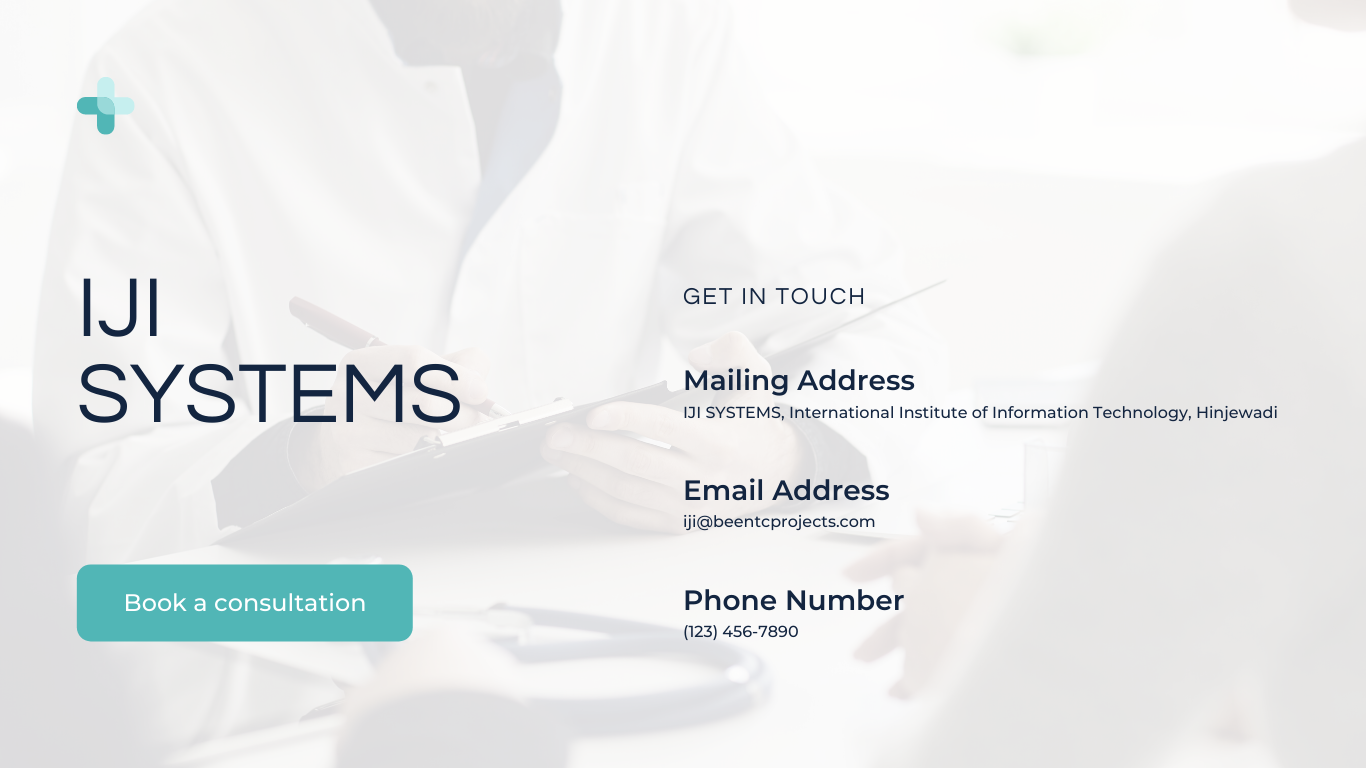 IJI
SYSTEMS
Book a consultation
GET IN TOUCH
Mailing Address
IJI SYSTEMS, International Institute of Information Technology, Hinjewadi
Email Address
iji@beentcprojects.com
Phone Number
(123) 456-7890